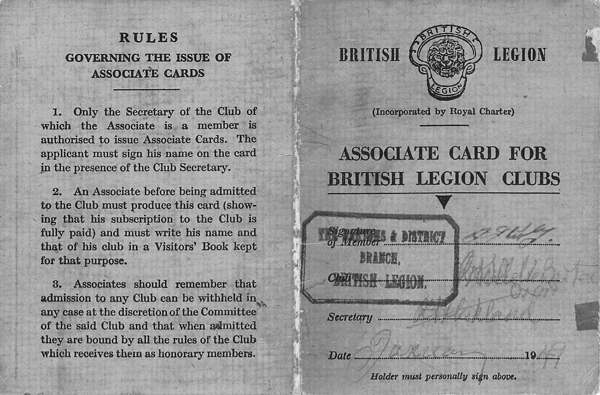 RULES
GOVERNING THE ISSUE OF
ASSOCIATE CARDS
1. Only the Secretary of the Club of
which the Associate is a member is
authorised to issue Associate Cards. The
applicant must sign his name on the card
in the presence of the Club Secretary.
2. An Associate before being admitted
to the Club must produce this card (show-
ing that his subscription to the Club is
fully paid) and must write his name and
that of his club in a Visitors' Book kept
for that purpose.
3. Associates should remember that
admission to any Club can be withheld in
any case at the discretion of the Committee
of the said Club and that when admitted
they are bound by all the rules of the Club
which receives them as honorary members.
BRITISH LEGION
BRITISH
LEGION
(Incorporated by Royal Charter)
ASSOCIATE CARD FOR
BRITISH LEGION CLUBS
Signature
of Member
& DISTRICT
BRANCH,
BRITISH LEGION.
Club
Secretary
Date January 1949
Holder must personally sign above.